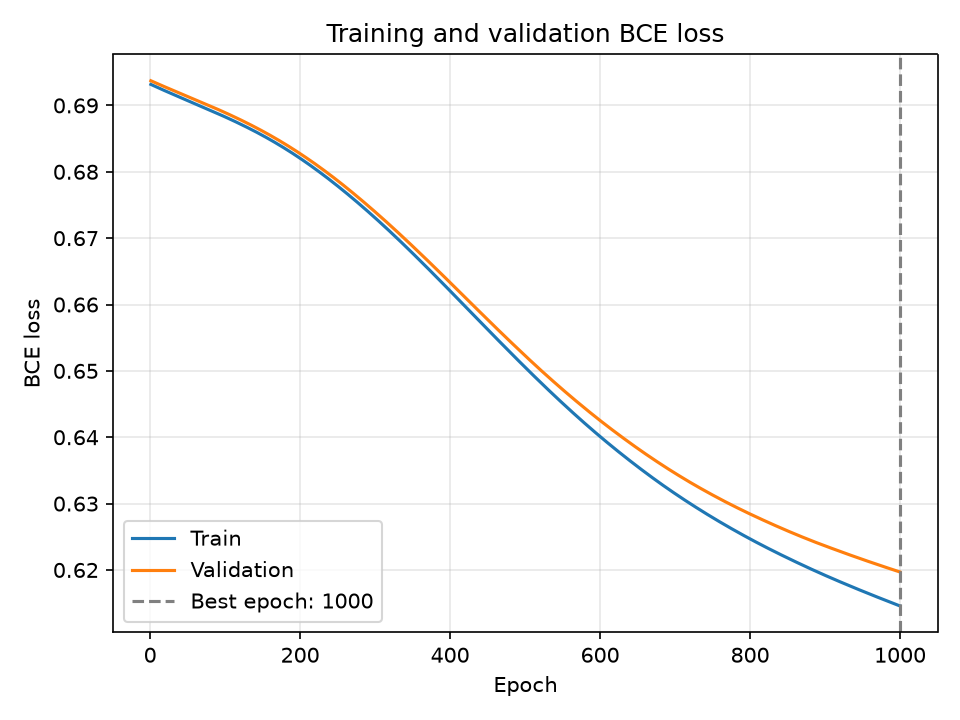 Training and validation BCE loss
BCE loss
0.69
0.68
0.67
0.66
0.65
0.64
0.63
0.62
Train
Validation
Best epoch: 1000
0 200 400 600 800 1000
Epoch